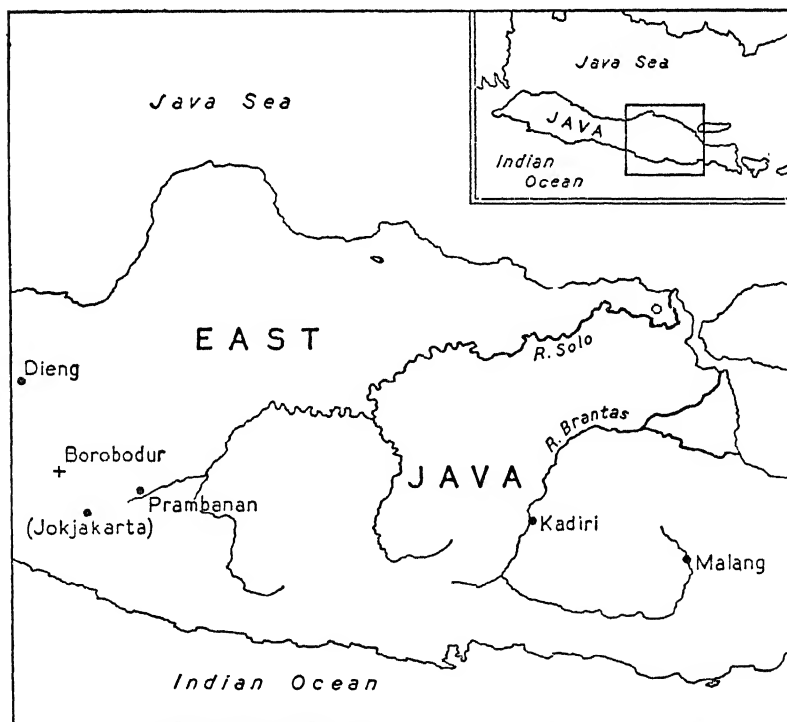 Java Sea
Java Sea
JAVA
Indian
Ocean
EAST
R. Solo
Dieng
R. Brantas
Borobodur
JAVA
Prambanan
(Jokjakarta)
Kadiri
Malang
Indian Ocean